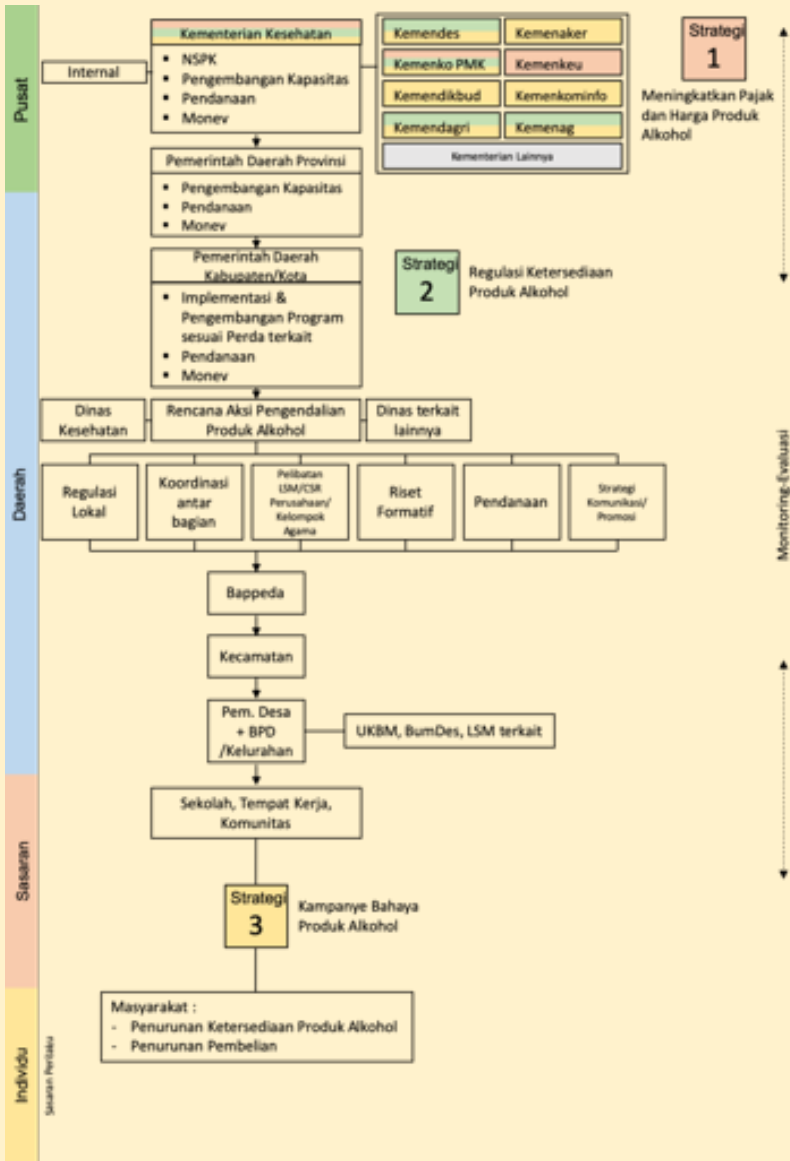 Pusat
Internal
Kementerian Kesehatan
▪ NSPK
▪ Pengembangan Kapasitas
▪ Pendanaan
▪ Monev
Kemendes
Kemenaker
Kemenko PMK
Kemenkeu
Kemendikbud
Kemenkominfo
Kemendagri
Kemenag
Kementerian Lainnya
Strategi
1
Meningkatkan Pajak
dan Harga Produk
Alkohol
Pemerintah Daerah Provinsi
▪ Pengembangan Kapasitas
▪ Pendanaan
▪ Monev
Daerah
Pemerintah Daerah
Kabupaten/Kota
▪ Implementasi &
Pengembangan Program
sesuai Perda terkait
▪ Pendanaan
▪ Monev
Strategi
2
Regulasi Ketersediaan
Produk Alkohol
Dinas
Kesehatan
Rencana Aksi Pengendalian
Produk Alkohol
Dinas terkait
lainnya
Regulasi
Lokal
Koordinasi
antar
bagian
Pelibatan
LSM/CSR
Perusahaan/
Kelompok
Agama
Riset
Formatif
Pendanaan
Strategi
Komunikasi/
Promosi
Monitoring-Evaluasi
Bappeda
Kecamatan
Pem. Desa
+ BPD
/Kelurahan
UKBM, BumDes, LSM terkait
Sasaran
Sekolah, Tempat Kerja,
Komunitas
Strategi
3
Kampanye Bahaya
Produk Alkohol
Individu
Sasaran Perilaku
Masyarakat :
- Penurunan Ketersediaan Produk Alkohol
- Penurunan Pembelian